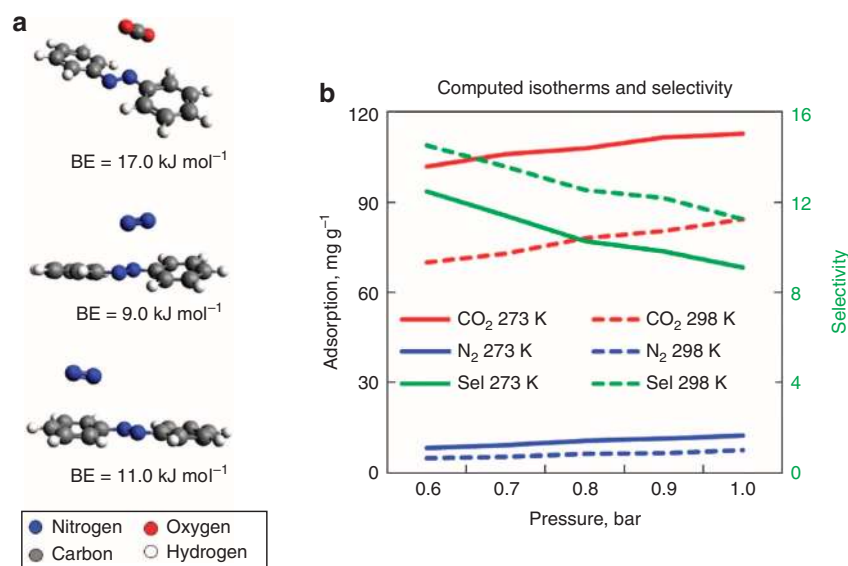 a
BE = 17.0 kJ mol⁻¹
BE = 9.0 kJ mol⁻¹
BE = 11.0 kJ mol⁻¹
Nitrogen Oxygen
Carbon Hydrogen
b
Computed isotherms and selectivity
120
90
60
30
0
Adsorption, mg g⁻¹
16
12
8
4
0
Selectivity
CO₂ 273 K CO₂ 298 K
N₂ 273 K N₂ 298 K
Sel 273 K Sel 298 K
0.6 0.7 0.8 0.9 1.0
Pressure, bar